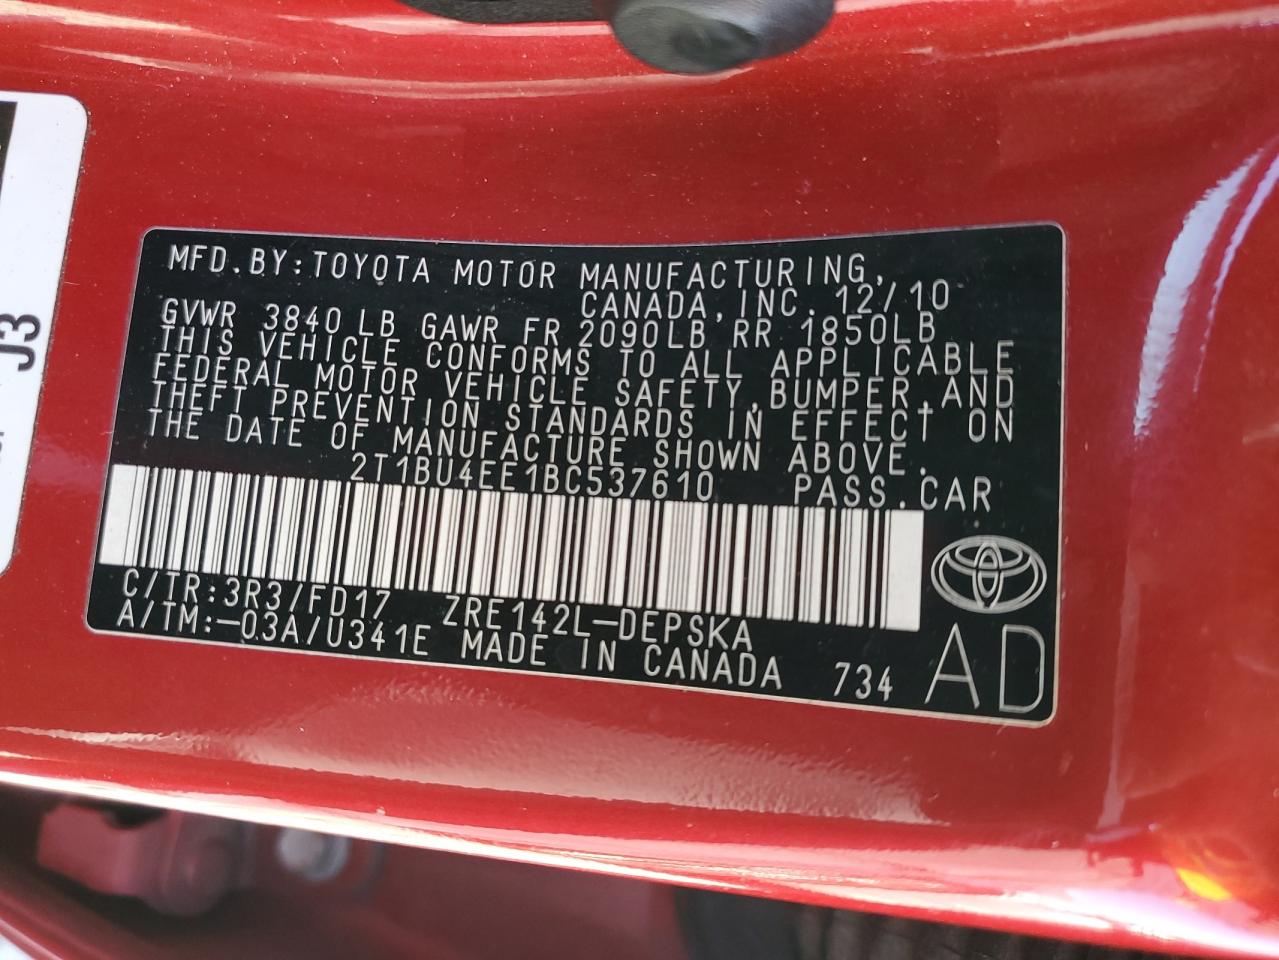 MFD.BY:TOYOTA MOTOR MANUFACTURING,
CANADA,INC. 12/10
GVWR 3840LB GAWR FR 2090LB RR 1850LB
THIS VEHICLE CONFORMS TO ALL APPLICABLE
FEDERAL MOTOR VEHICLE SAFETY,BUMPER,AND
THEFT PREVENTION STANDARDS IN EFFECT ON
THE DATE OF MANUFACTURE SHOWN ABOVE.
2T1BU4EE1BC537610 PASS.CAR
C/TR:3R3/FD17 ZRE142L-DEPSKA
A/TM:-03A/U341E MADE IN CANADA 734
AD
J3